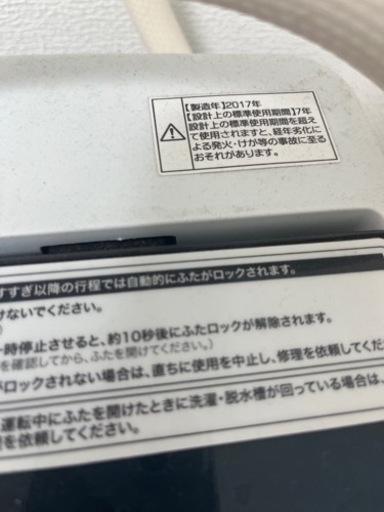 【製造年】2017年
【設計上の標準使用期間】7年
設計上の標準使用期間を超え
て使用されますと、経年劣化に
よる発火・けが等の事故に至る
おそれがあります。
すすぎ以降の行程では自動的にふたがロックされます。
けないでください。
一時停止させると、約10秒後にふたロックが解除されます。
を確認してから、ふたを開けてください。）
がロックされない場合は、直ちに使用を中止し、修理を依頼してくだ
運転中にふたを開けたときに洗濯・脱水槽が回っている場合は、
を依頼してください。